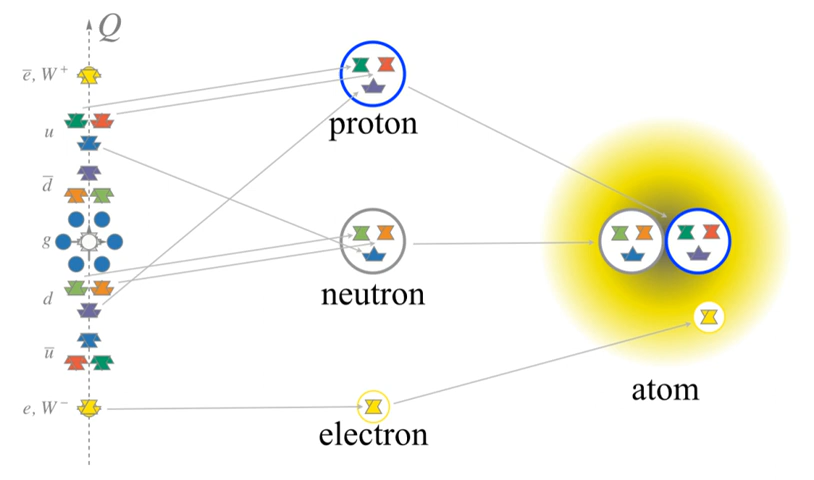 Q
e̅, W⁺
u
d̅
g
d
u̅
e, W⁻
proton
neutron
electron
atom